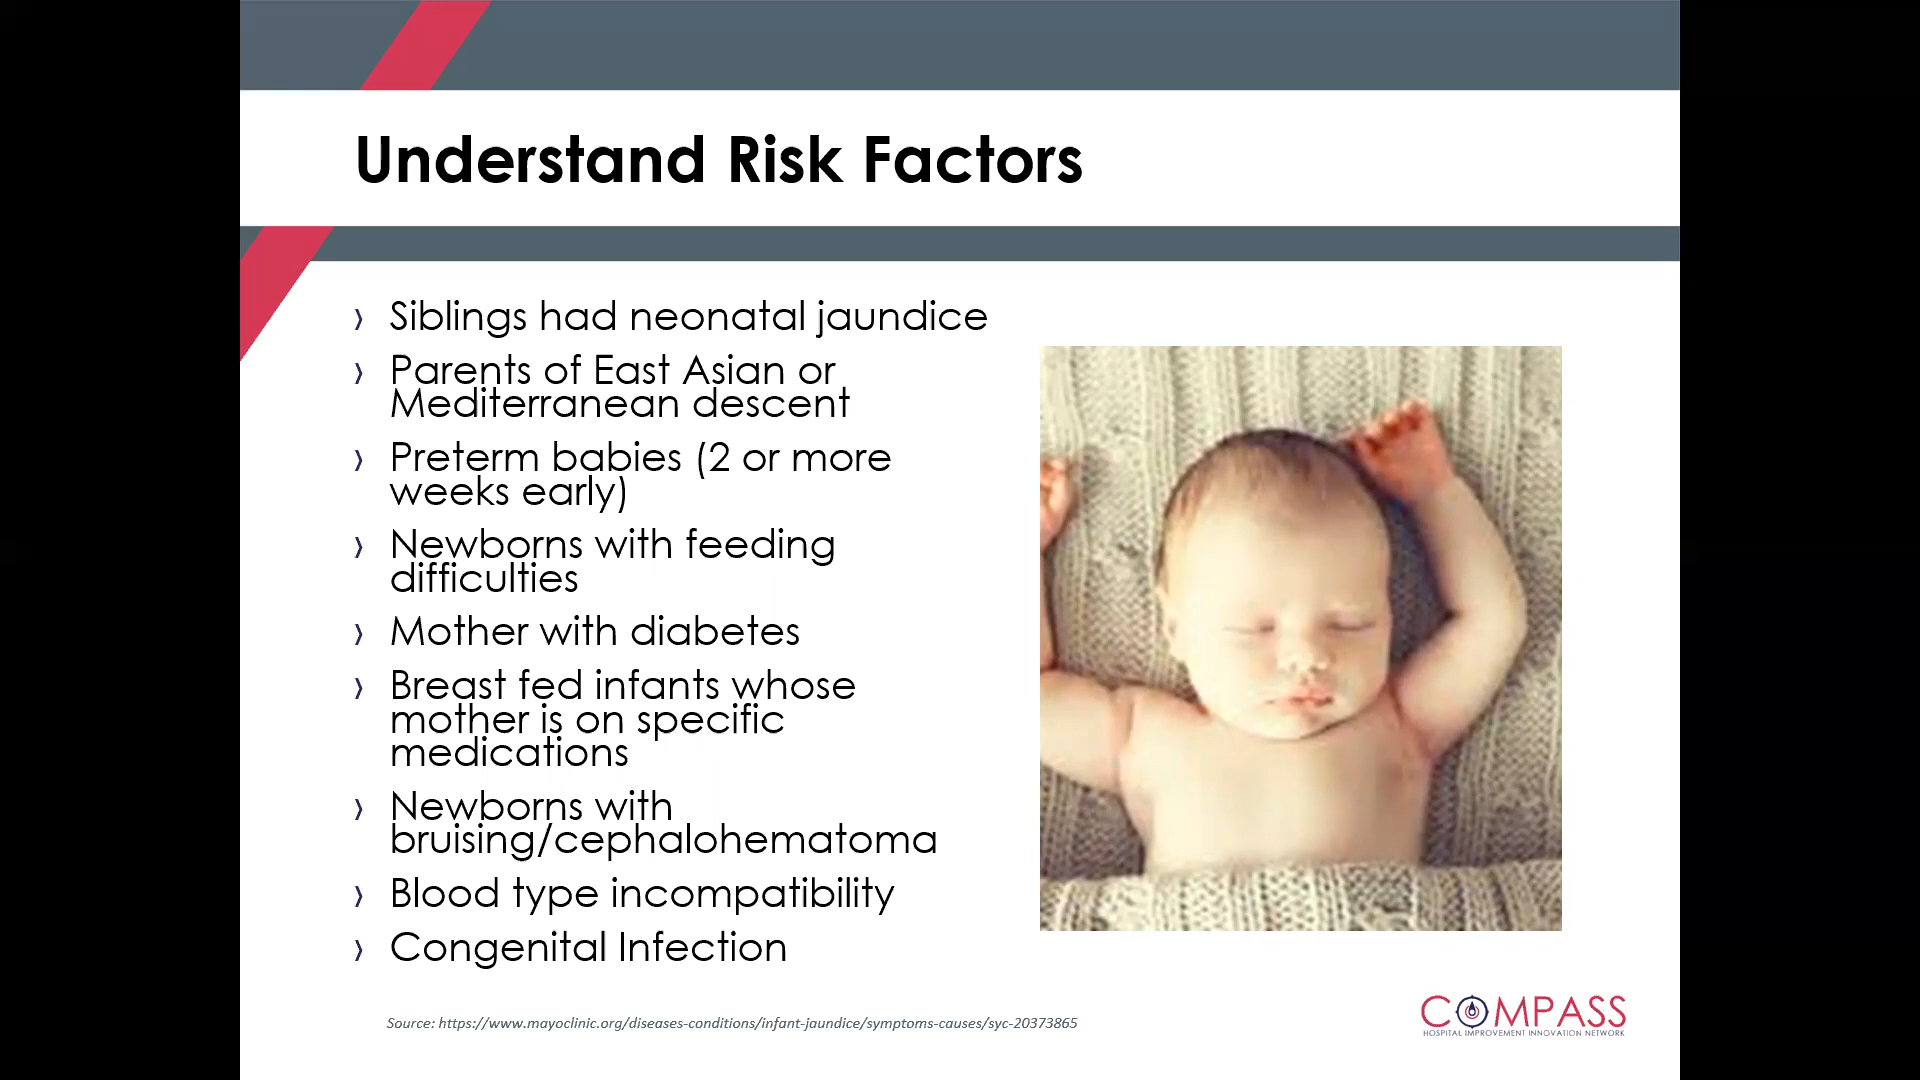 Understand Risk Factors
› Siblings had neonatal jaundice
› Parents of East Asian or
Mediterranean descent
› Preterm babies (2 or more
weeks early)
› Newborns with feeding
difficulties
› Mother with diabetes
› Breast fed infants whose
mother is on specific
medications
› Newborns with
bruising/cephalohematoma
› Blood type incompatibility
› Congenital Infection
Source: https://www.mayoclinic.org/diseases-conditions/infant-jaundice/symptoms-causes/syc-20373865
COMPASS
HOSPITAL IMPROVEMENT INNOVATION NETWORK